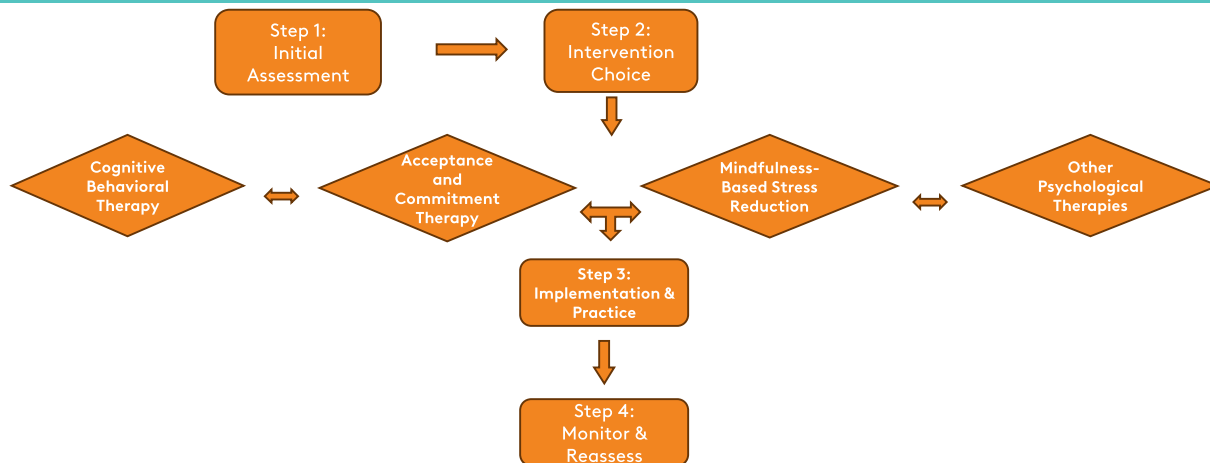 Step 1:
Initial
Assessment
Step 2:
Intervention
Choice
Cognitive
Behavioral
Therapy
Acceptance
and
Commitment
Therapy
Mindfulness-
Based Stress
Reduction
Other
Psychological
Therapies
Step 3:
Implementation &
Practice
Step 4:
Monitor &
Reassess